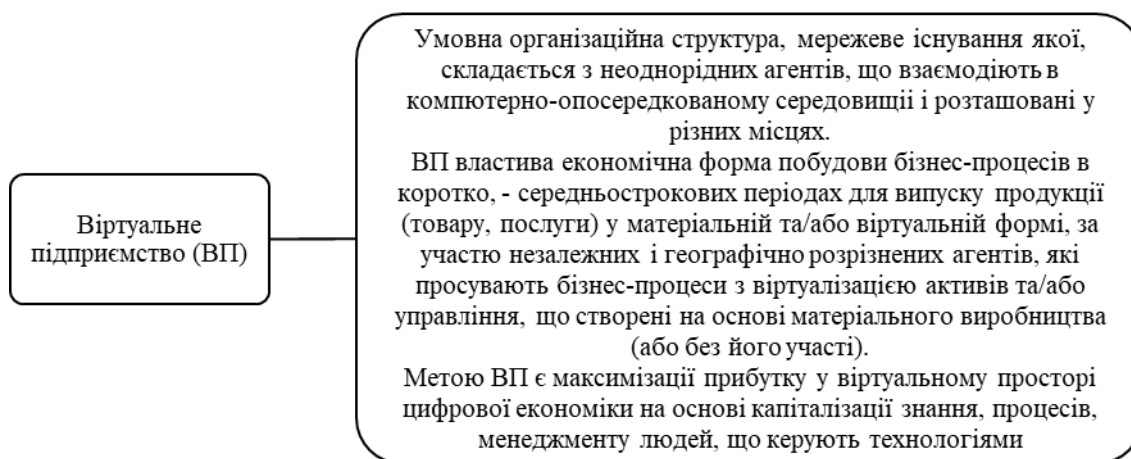 Віртуальне
підприємство (ВП)
Умовна організаційна структура, мережеве існування якої,
складається з неоднорідних агентів, що взаємодіють в
компютерно-опосередкованому середовищіі і розташовані у
різних місцях.
ВП властива економічна форма побудови бізнес-процесів в
коротко, - середньострокових періодах для випуску продукції
(товару, послуги) у матеріальній та/або віртуальній формі, за
участю незалежних і географічно розрізнених агентів, які
просувають бізнес-процеси з віртуалізацією активів та/або
управління, що створені на основі матеріального виробництва
(або без його участі).
Метою ВП є максимізації прибутку у віртуальному просторі
цифрової економіки на основі капіталізації знання, процесів,
менеджменту людей, що керують технологіями